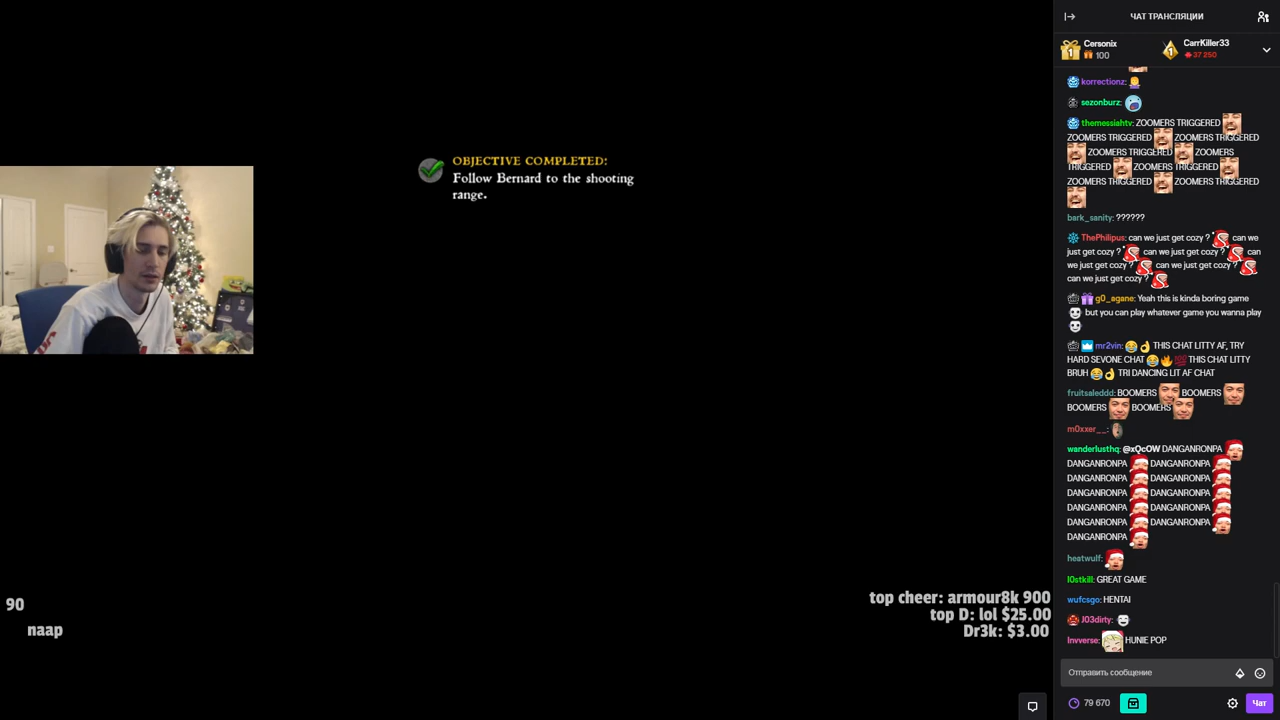 OBJECTIVE COMPLETED:
Follow Bernard to the shooting
range.
90
naap
top cheer: armour8k 900
top D: lol $25.00
Dr3k: $3.00
ЧАТ ТРАНСЛЯЦИИ
Cersonix
100
CarrKiller33
37 250
korrectionz:
sezonburz:
themessiahtv: ZOOMERS TRIGGERED
ZOOMERS TRIGGERED ZOOMERS TRIGGERED
ZOOMERS TRIGGERED ZOOMERS
TRIGGERED ZOOMERS TRIGGERED
ZOOMERS TRIGGERED ZOOMERS TRIGGERED
bark_sanity: ??????
ThePhilipus: can we just get cozy ? can we
just get cozy ? can we just get cozy ? can
we just get cozy ? can we just get cozy ?
can we just get cozy ?
g0_agane: Yeah this is kinda boring game
but you can play whatever game you wanna play
mr2vin: THIS CHAT LITTY AF, TRY
HARD SEVONE CHAT THIS CHAT LITTY
BRUH TRI DANCING LIT AF CHAT
fruitsaleddd: BOOMERS BOOMERS
BOOMERS BOOMERS
m0xxer__:
wanderlusthq: @xQcOW DANGANRONPA
DANGANRONPA DANGANRONPA
DANGANRONPA DANGANRONPA
DANGANRONPA DANGANRONPA
DANGANRONPA DANGANRONPA
DANGANRONPA DANGANRONPA
DANGANRONPA
heatwulf:
l0stkill: GREAT GAME
wufcsgo: HENTAI
J03dirty:
Invverse: HUNIE POP
Отправить сообщение
79 670
Чат